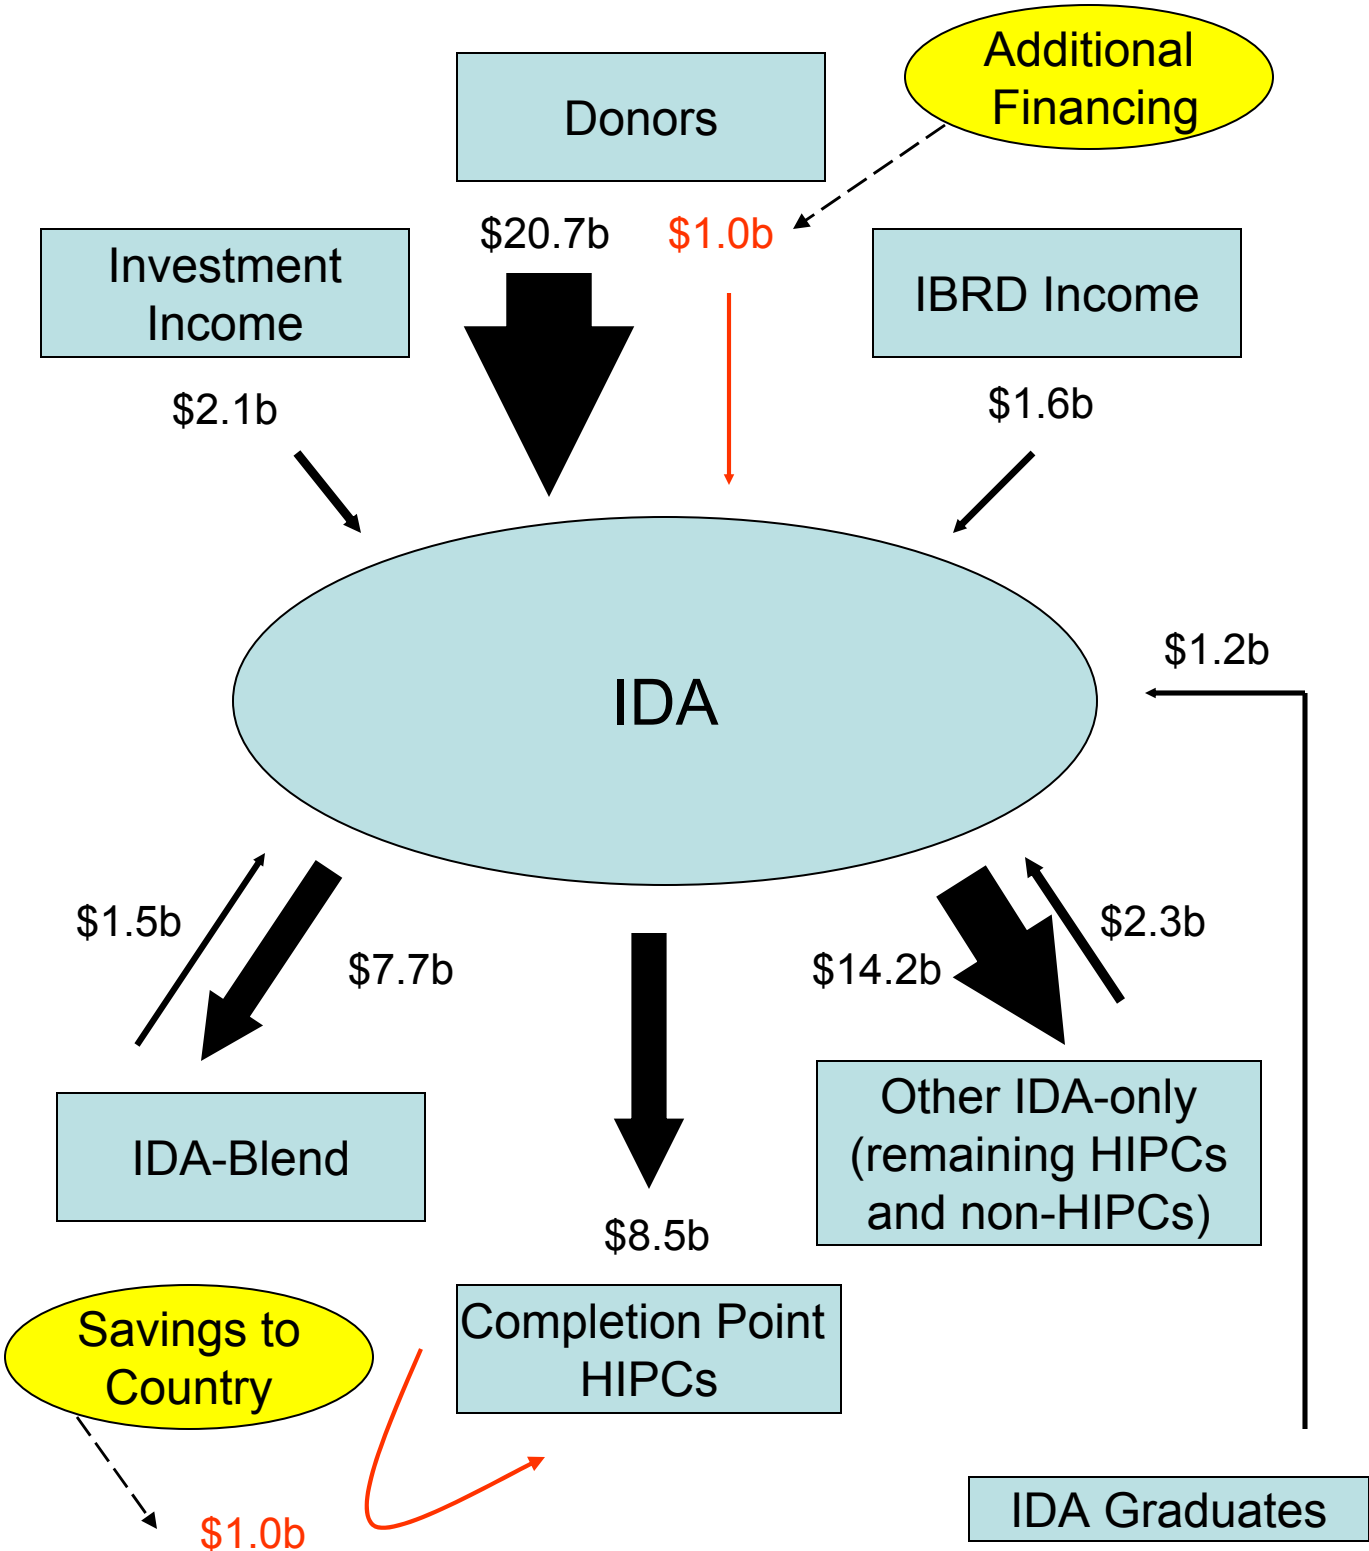 Additional
Financing
Donors
$20.7b
$1.0b
Investment
Income
IBRD Income
$2.1b
$1.6b
IDA
$1.2b
$1.5b
$7.7b
$14.2b
$2.3b
IDA-Blend
Other IDA-only
(remaining HIPCs
and non-HIPCs)
$8.5b
Savings to
Country
Completion Point
HIPCs
$1.0b
IDA Graduates